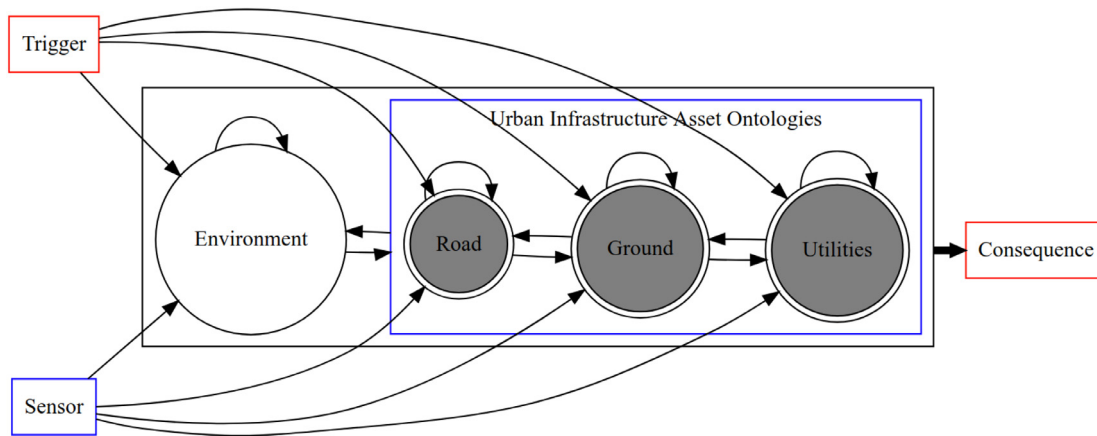 Trigger
Urban Infrastructure Asset Ontologies
Environment
Road
Ground
Utilities
Consequence
Sensor